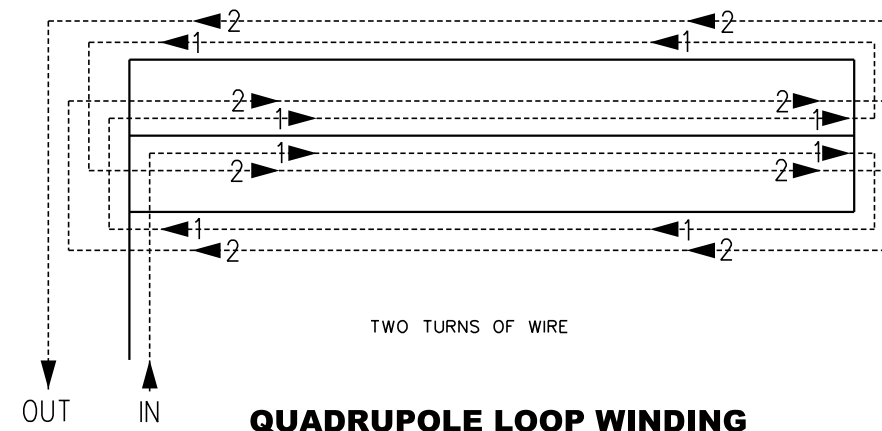 2 2
1 1
2 2
1 1
1 1
2 2
1 1
2 2
TWO TURNS OF WIRE
OUT IN
QUADRUPOLE LOOP WINDING